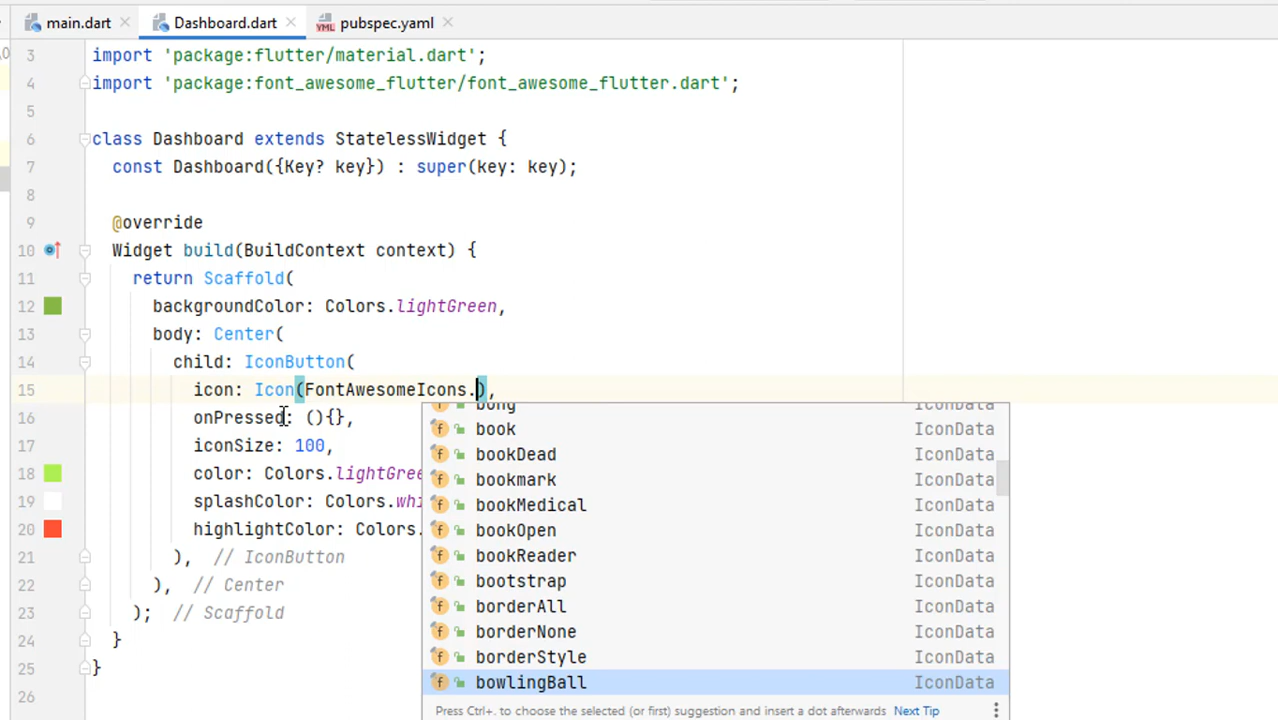 main.dart Dashboard.dart pubspec.yaml
3 import 'package:flutter/material.dart';
4 import 'package:font_awesome_flutter/font_awesome_flutter.dart';
5
6 class Dashboard extends StatelessWidget {
7 const Dashboard({Key? key}) : super(key: key);
8
9 @override
10 Widget build(BuildContext context) {
11 return Scaffold(
12 backgroundColor: Colors.lightGreen,
13 body: Center(
14 child: IconButton(
15 icon: Icon(FontAwesomeIcons.),
16 onPressed: (){},
17 iconSize: 100,
18 color: Colors.lightGree
19 splashColor: Colors.whi
20 highlightColor: Colors.
21 ), // IconButton
22 ), // Center
23 ); // Scaffold
24 }
25 }
26
f bong
f book IconData
f bookDead IconData
f bookmark IconData
f bookMedical IconData
f bookOpen IconData
f bookReader IconData
f bootstrap IconData
f borderAll IconData
f borderNone IconData
f borderStyle IconData
f bowlingBall IconData
Press Ctrl+. to choose the selected (or first) suggestion and insert a dot afterwards Next Tip